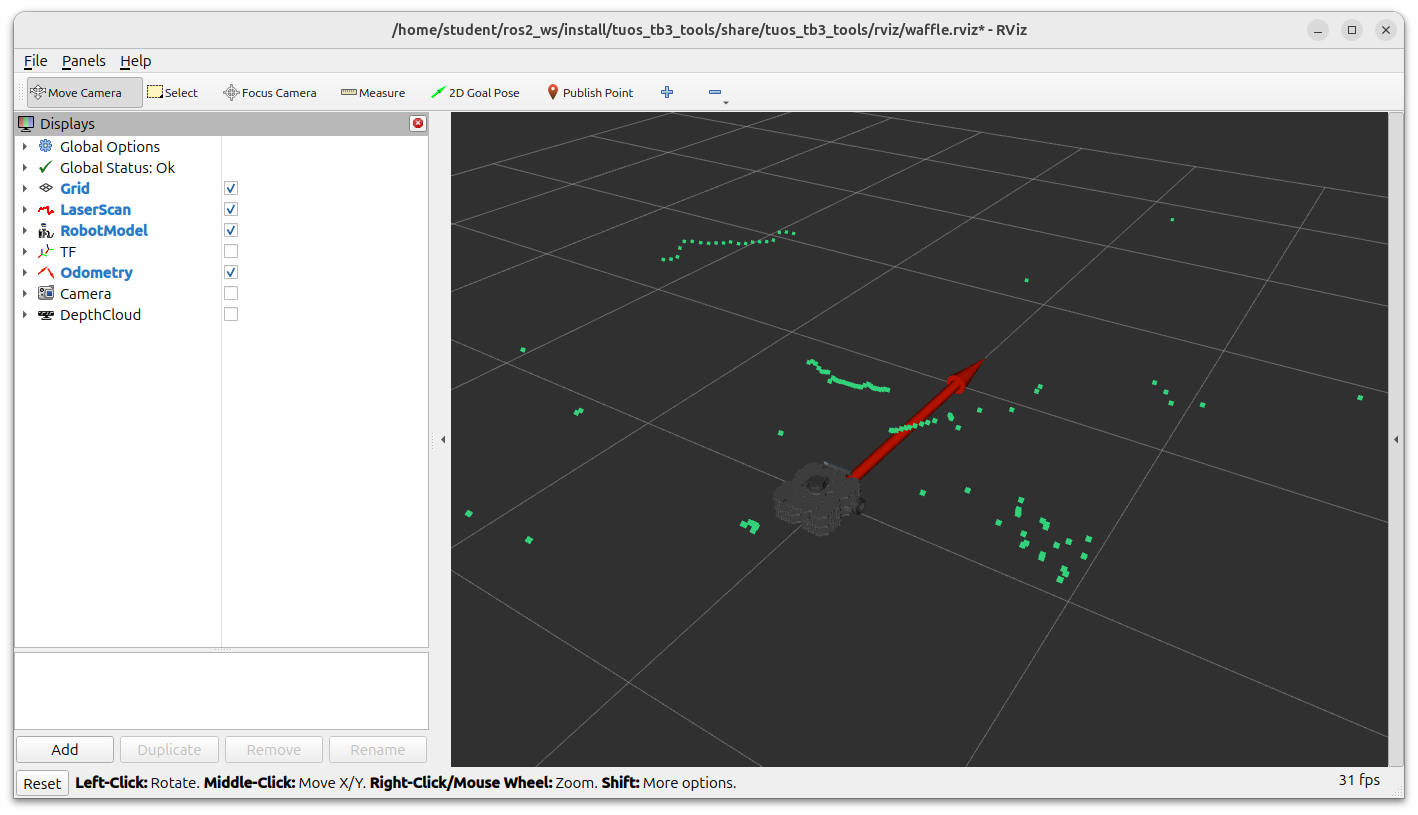 /home/student/ros2_ws/install/tuos_tb3_tools/share/tuos_tb3_tools/rviz/waffle.rviz* - RViz
File Panels Help
Move Camera Select Focus Camera Measure 2D Goal Pose Publish Point
Displays
Global Options
Global Status: Ok
Grid
LaserScan
RobotModel
TF
Odometry
Camera
DepthCloud
Add Duplicate Remove Rename
Reset Left-Click: Rotate. Middle-Click: Move X/Y. Right-Click/Mouse Wheel: Zoom. Shift: More options. 31 fps